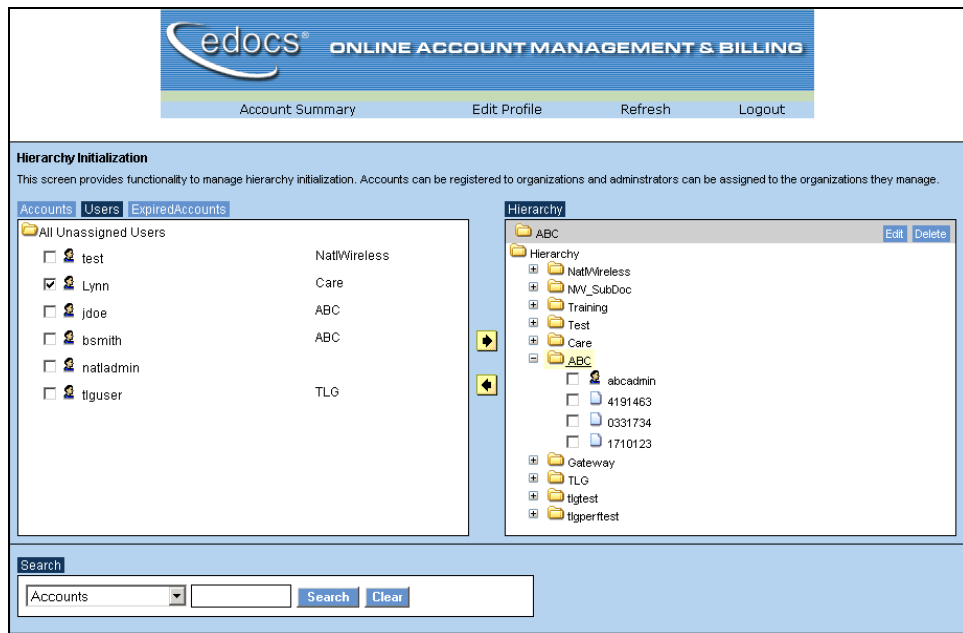 edocs® ONLINE ACCOUNT MANAGEMENT & BILLING
Account Summary Edit Profile Refresh Logout
Hierarchy Initialization
This screen provides functionality to manage hierarchy initialization. Accounts can be registered to organizations and adminstrators can be assigned to the organizations they manage.
Accounts Users ExpiredAccounts
All Unassigned Users
test NatlWireless
Lynn Care
jdoe ABC
bsmith ABC
natladmin
tlguser TLG
Hierarchy
ABC Edit Delete
Hierarchy
NatlWireless
NW_SubDoc
Training
Test
Care
ABC
abcadmin
4191463
0331734
1710123
Gateway
TLG
tlgtest
tlgperftest
Search
Accounts Search Clear